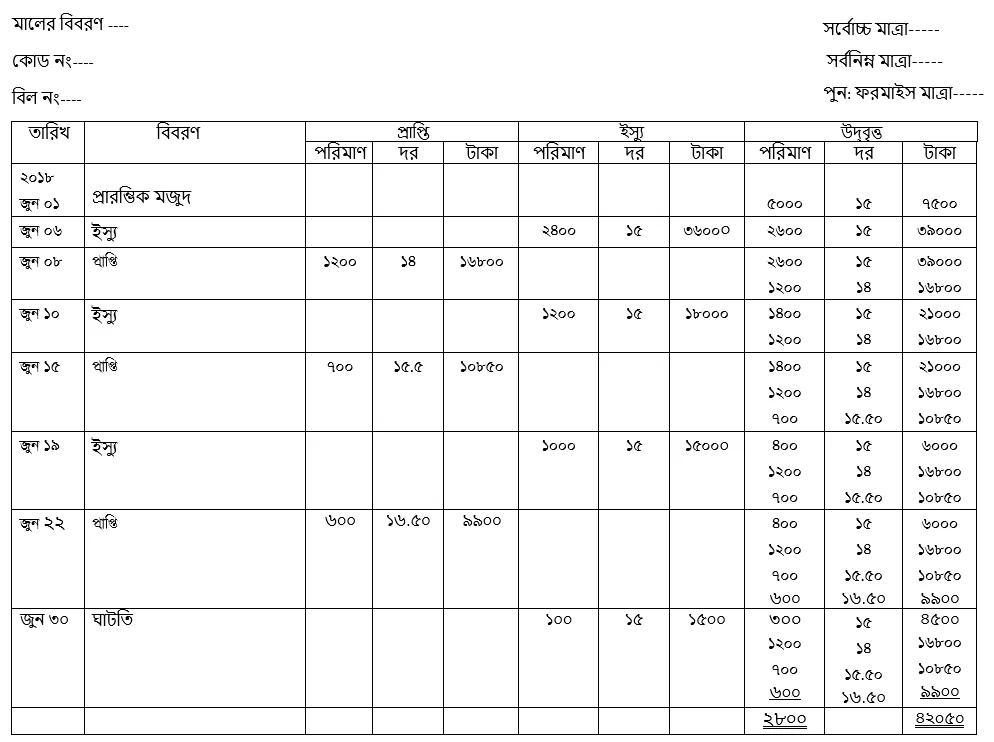 মালের বিবরণ ---- সর্বোচ্চ মাত্রা-----
কোড নং---- সর্বনিম্ন মাত্রা-----
বিল নং---- পুন: ফরমাইস মাত্রা-----
তারিখ বিবরণ প্রাপ্তি ইস্যু উদ্বৃত্ত
পরিমাণ দর টাকা পরিমাণ দর টাকা পরিমাণ দর টাকা
২০১৮
জুন ০১ প্রারম্ভিক মজুদ ৫০০০ ১৫ ৭৫০০
জুন ০৬ ইস্যু ২৪০০ ১৫ ৩৬০০০ ২৬০০ ১৫ ৩৯০০০
জুন ০৮ প্রাপ্তি ১২০০ ১৪ ১৬৮০০ ২৬০০ ১৫ ৩৯০০০
১২০০ ১৪ ১৬৮০০
জুন ১০ ইস্যু ১২০০ ১৫ ১৮০০০ ১৪০০ ১৫ ২১০০০
১২০০ ১৪ ১৬৮০০
জুন ১৫ প্রাপ্তি ৭০০ ১৫.৫ ১০৮৫০ ১৪০০ ১৫ ২১০০০
১২০০ ১৪ ১৬৮০০
৭০০ ১৫.৫০ ১০৮৫০
জুন ১৯ ইস্যু ১০০০ ১৫ ১৫০০০ ৪০০ ১৫ ৬০০০
১২০০ ১৪ ১৬৮০০
৭০০ ১৫.৫০ ১০৮৫০
জুন ২২ প্রাপ্তি ৬০০ ১৬.৫০ ৯৯০০ ৪০০ ১৫ ৬০০০
১২০০ ১৪ ১৬৮০০
৭০০ ১৫.৫০ ১০৮৫০
৬০০ ১৬.৫০ ৯৯০০
জুন ৩০ ঘাটতি ১০০ ১৫ ১৫০০ ৩০০ ১৫ ৪৫০০
১২০০ ১৪ ১৬৮০০
৭০০ ১৫.৫০ ১০৮৫০
৬০০ ১৬.৫০ ৯৯০০
২৮০০ ৪২০৫০